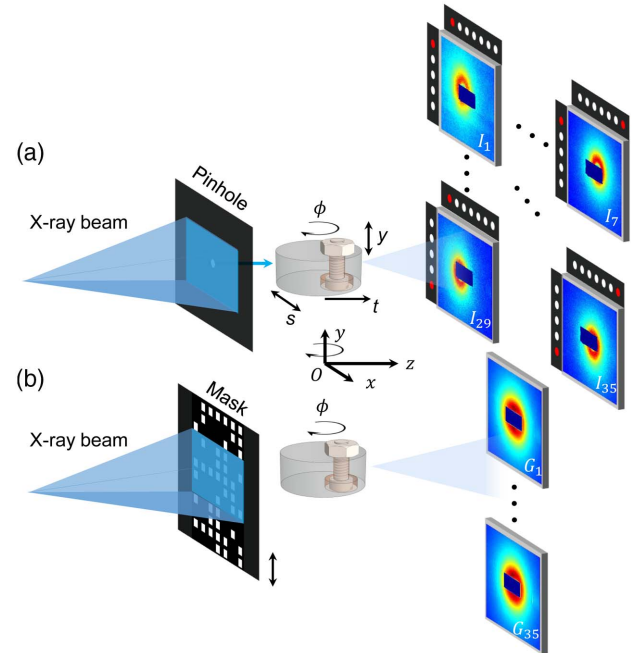 (a)
Pinhole
X-ray beam
ϕ
y
s
t
I₁
I₇
I₂₉
I₃₅
y
O
x
z
(b)
Mask
X-ray beam
ϕ
G₁
G₃₅